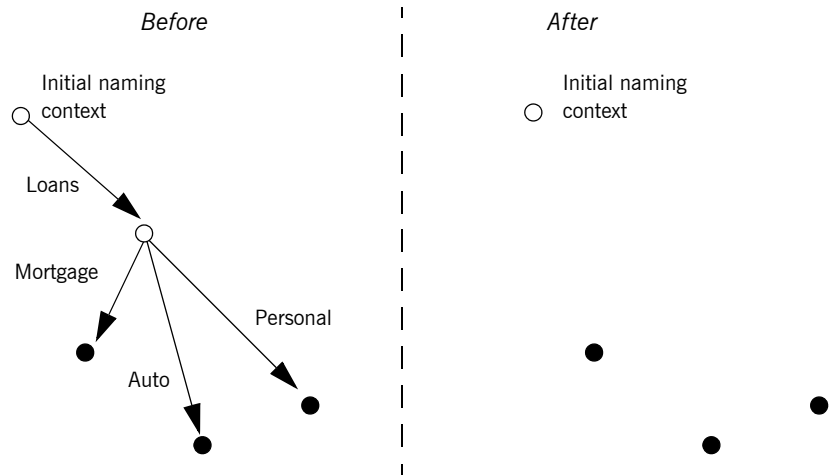 Before
After
Initial naming
context
Initial naming
context
Loans
Mortgage
Personal
Auto